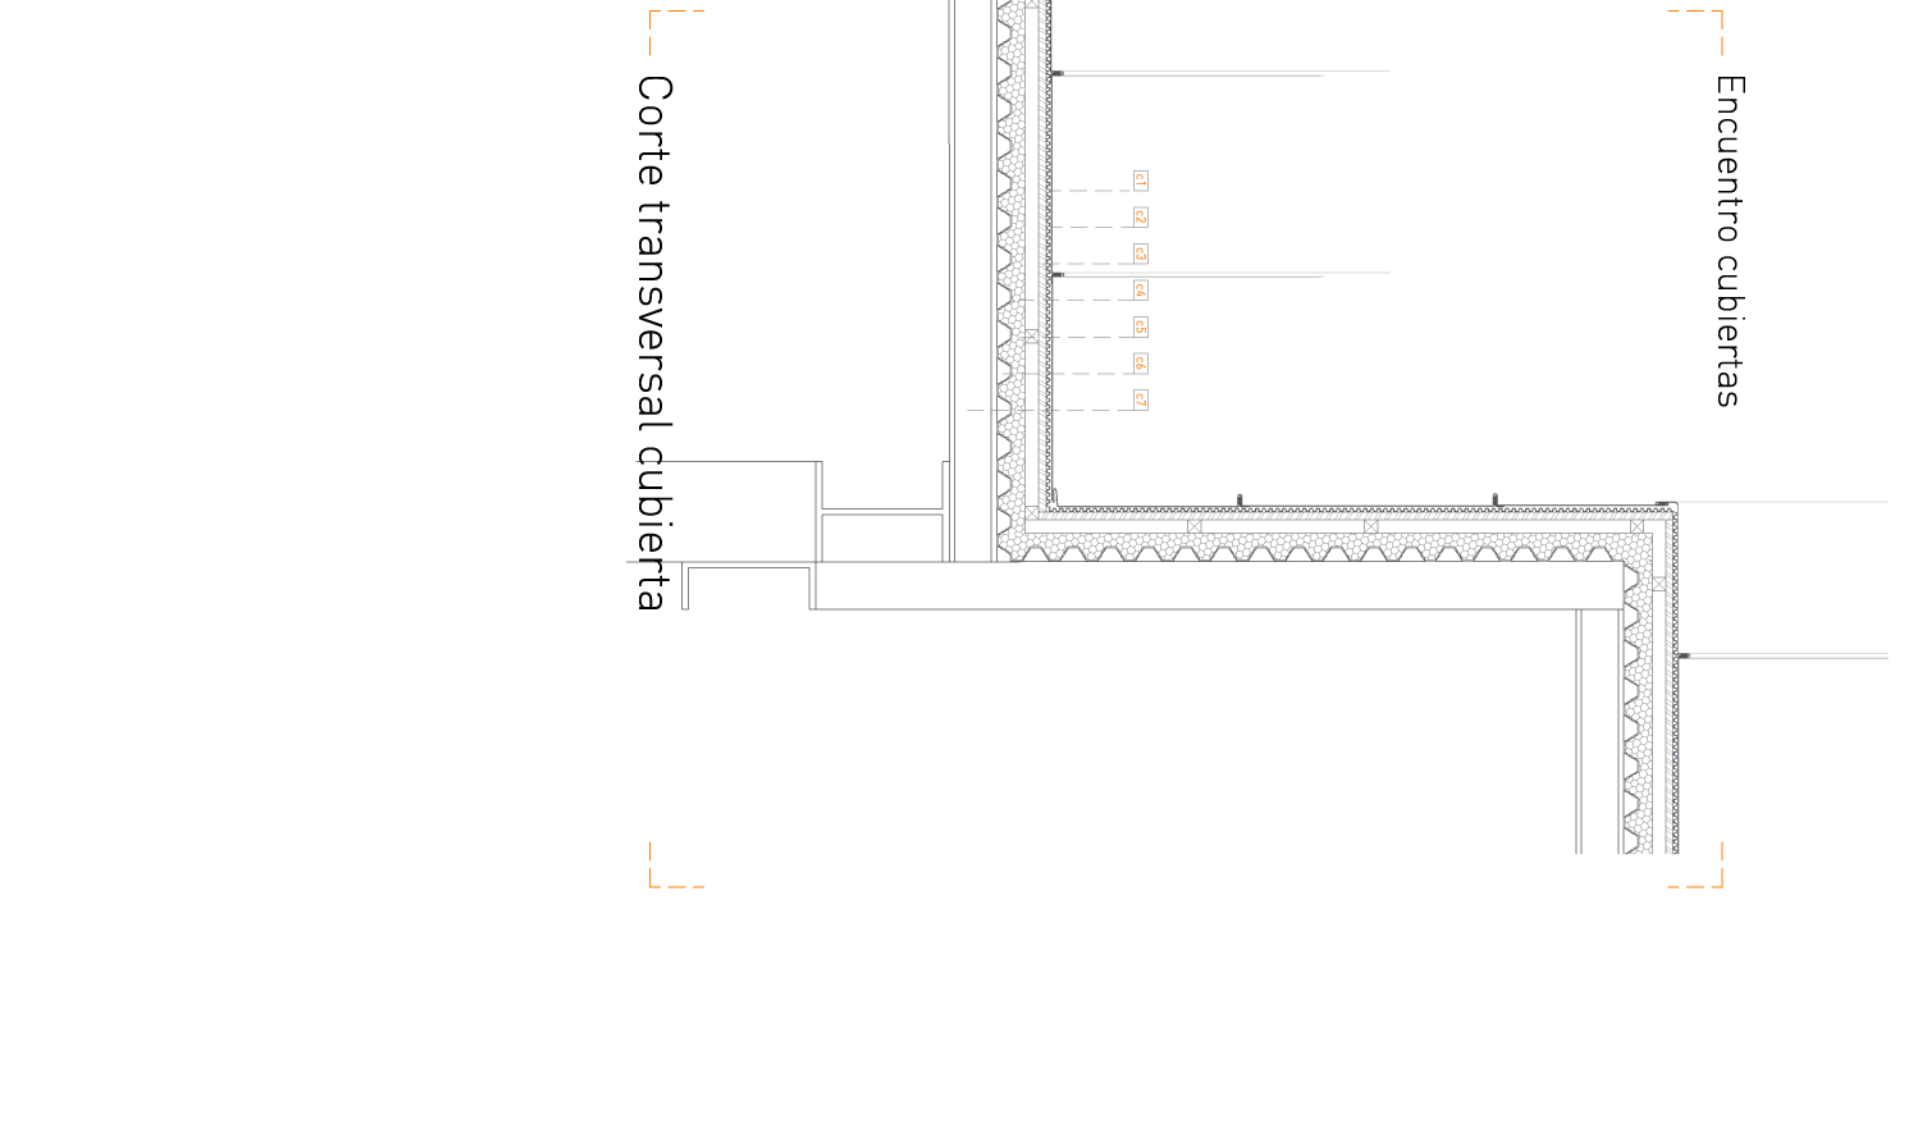 Encuentro cubiertas
c1
c2
c3
c4
c5
c6
c7
Corte transversal cubierta